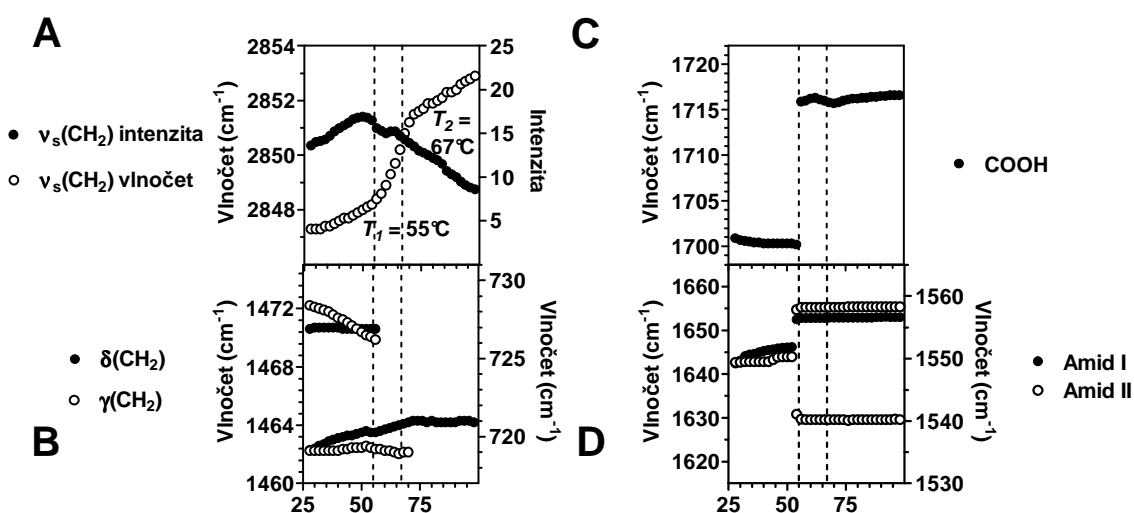 A
ν_s(CH₂) intenzita
ν_s(CH₂) vlnočet
2854
2852
2850
2848
Vlnočet (cm⁻¹)
25
20
15
10
5
Intenzita
T₂ =
67°C
T₁ = 55°C
C
1720
1715
1710
1705
1700
Vlnočet (cm⁻¹)
COOH
B
δ(CH₂)
γ(CH₂)
1472
1468
1464
1460
Vlnočet (cm⁻¹)
730
725
720
Vlnočet (cm⁻¹)
25 50 75
D
1660
1650
1640
1630
1620
Vlnočet (cm⁻¹)
1560
1550
1540
1530
Vlnočet (cm⁻¹)
25 50 75
Amid I
Amid II